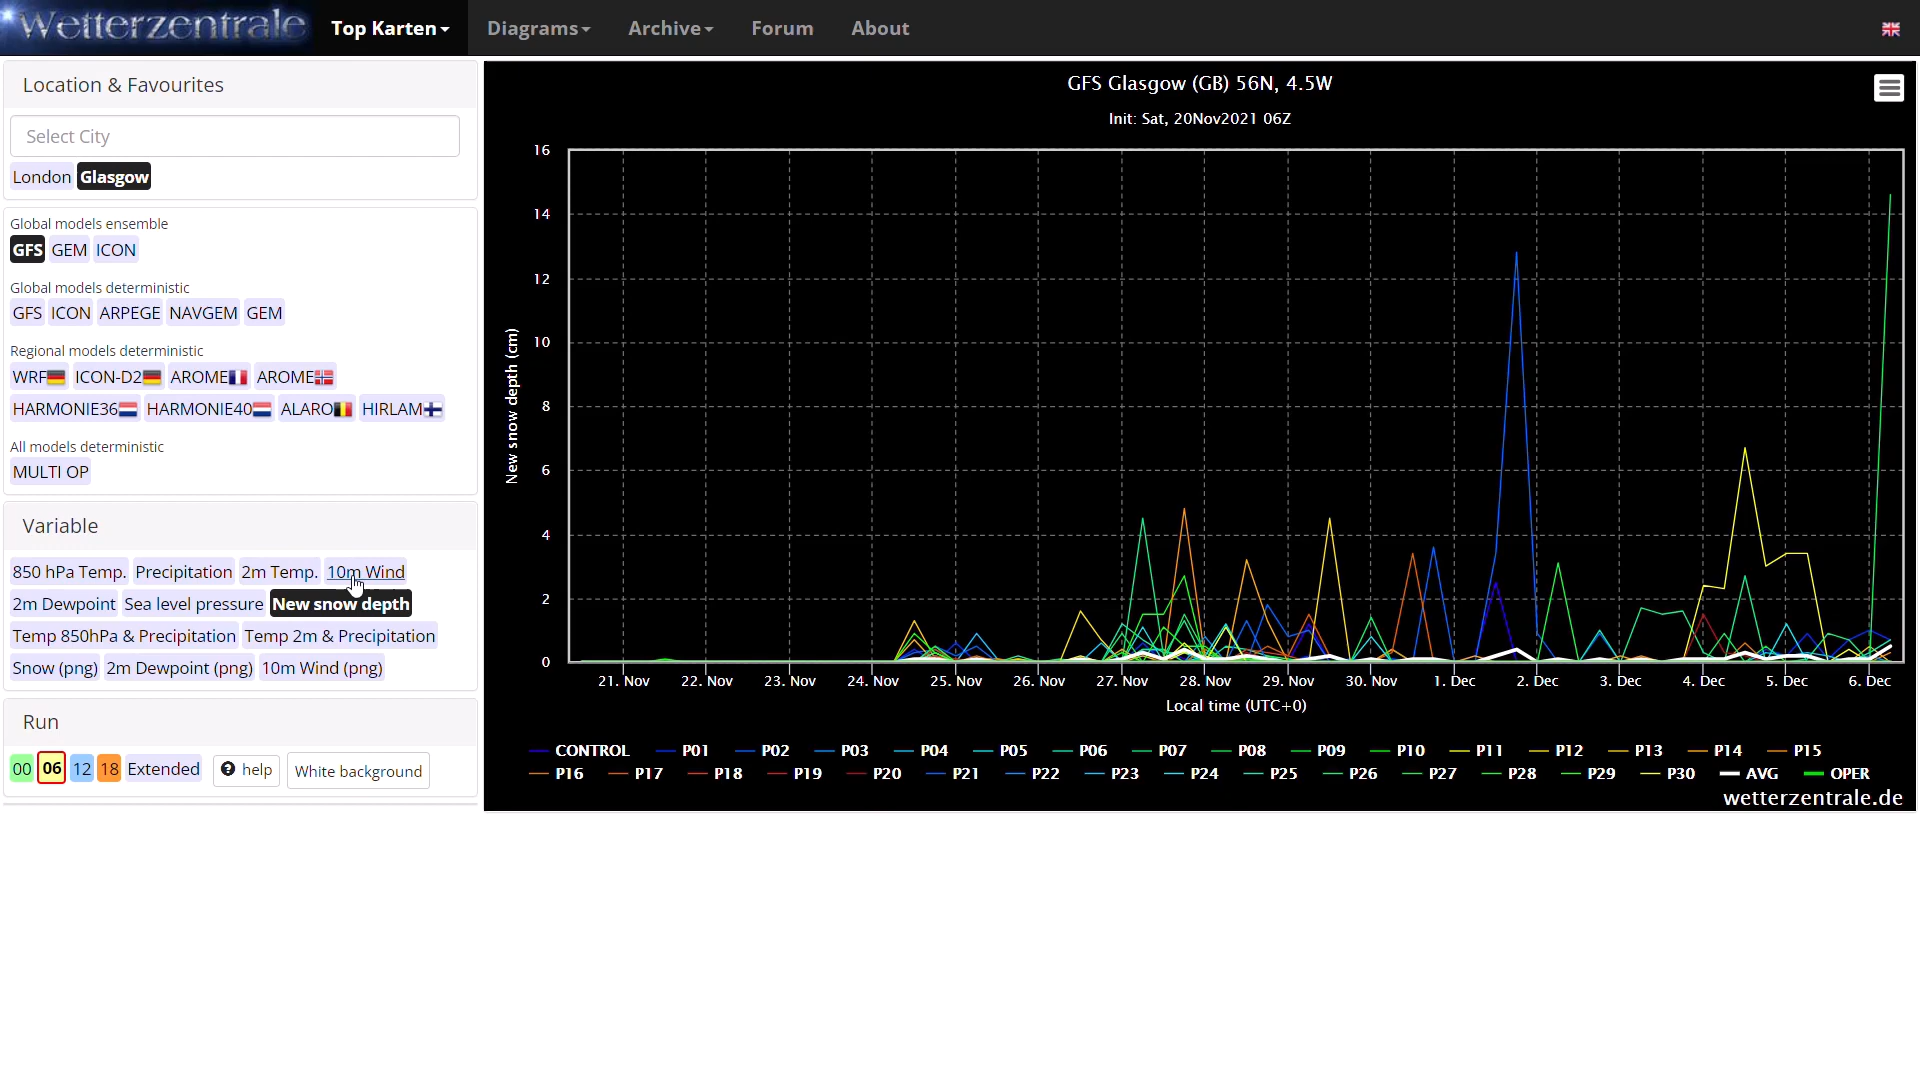 Wetterzentrale
Top Karten Diagrams Archive Forum About
Location & Favourites
Select City
London Glasgow
Global models ensemble
GFS GEM ICON
Global models deterministic
GFS ICON ARPEGE NAVGEM GEM
Regional models deterministic
WRF ICON-D2 AROME AROME
HARMONIE36 HARMONIE40 ALARO HIRLAM
All models deterministic
MULTI OP
Variable
850 hPa Temp. Precipitation 2m Temp. 10m Wind
2m Dewpoint Sea level pressure New snow depth
Temp 850hPa & Precipitation Temp 2m & Precipitation
Snow (png) 2m Dewpoint (png) 10m Wind (png)
Run
00 06 12 18 Extended ? help White background
GFS Glasgow (GB) 56N, 4.5W
Init: Sat, 20Nov2021 06Z
New snow depth (cm)
16
14
12
10
8
6
4
2
0
21. Nov 22. Nov 23. Nov 24. Nov 25. Nov 26. Nov 27. Nov 28. Nov 29. Nov 30. Nov 1. Dec 2. Dec 3. Dec 4. Dec 5. Dec 6. Dec
Local time (UTC+0)
CONTROL P01 P02 P03 P04 P05 P06 P07 P08 P09 P10 P11 P12 P13 P14 P15
P16 P17 P18 P19 P20 P21 P22 P23 P24 P25 P26 P27 P28 P29 P30 AVG OPER
wetterzentrale.de